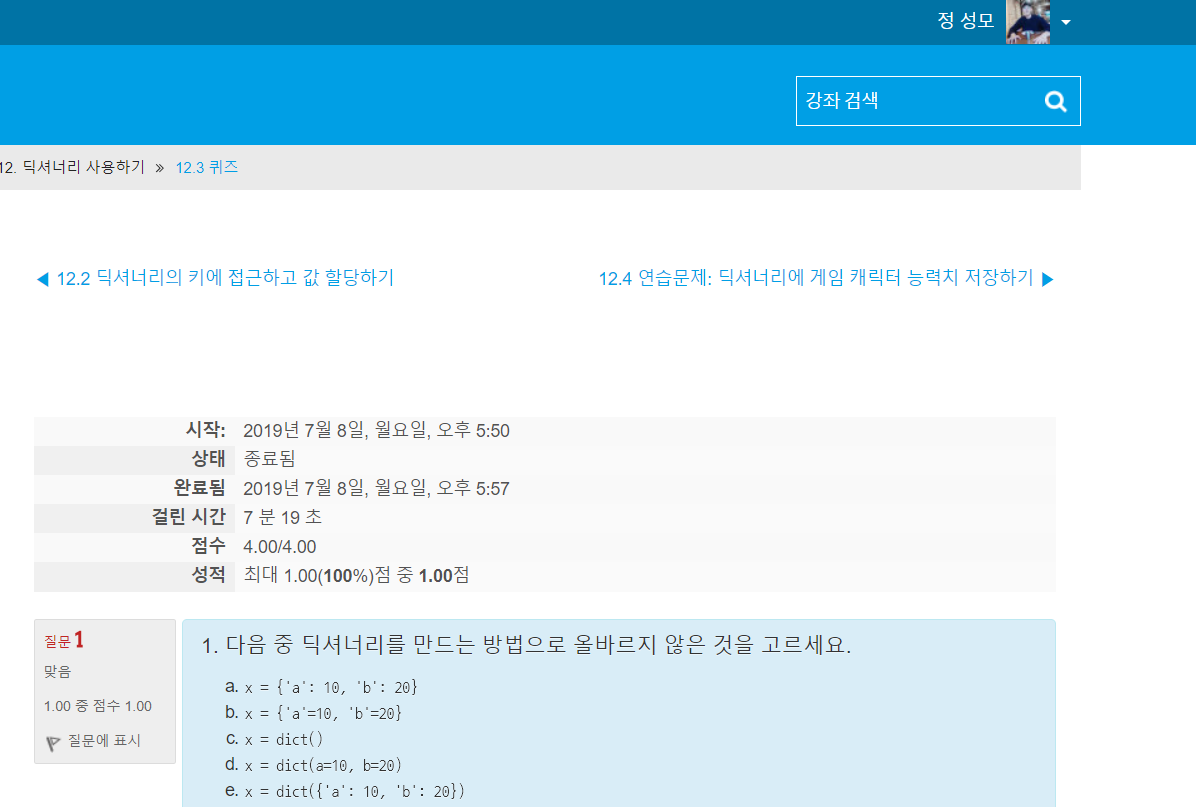 정 성모
강좌 검색
12. 딕셔너리 사용하기 » 12.3 퀴즈
◀ 12.2 딕셔너리의 키에 접근하고 값 할당하기
12.4 연습문제: 딕셔너리에 게임 캐릭터 능력치 저장하기 ▶
시작: 2019년 7월 8일, 월요일, 오후 5:50
상태 종료됨
완료됨 2019년 7월 8일, 월요일, 오후 5:57
걸린 시간 7 분 19 초
점수 4.00/4.00
성적 최대 1.00(100%)점 중 1.00점
질문 1
맞음
1.00 중 점수 1.00
질문에 표시
1. 다음 중 딕셔너리를 만드는 방법으로 올바르지 않은 것을 고르세요.
a. x = {'a': 10, 'b': 20}
b. x = {'a'=10, 'b'=20}
c. x = dict()
d. x = dict(a=10, b=20)
e. x = dict({'a': 10, 'b': 20})